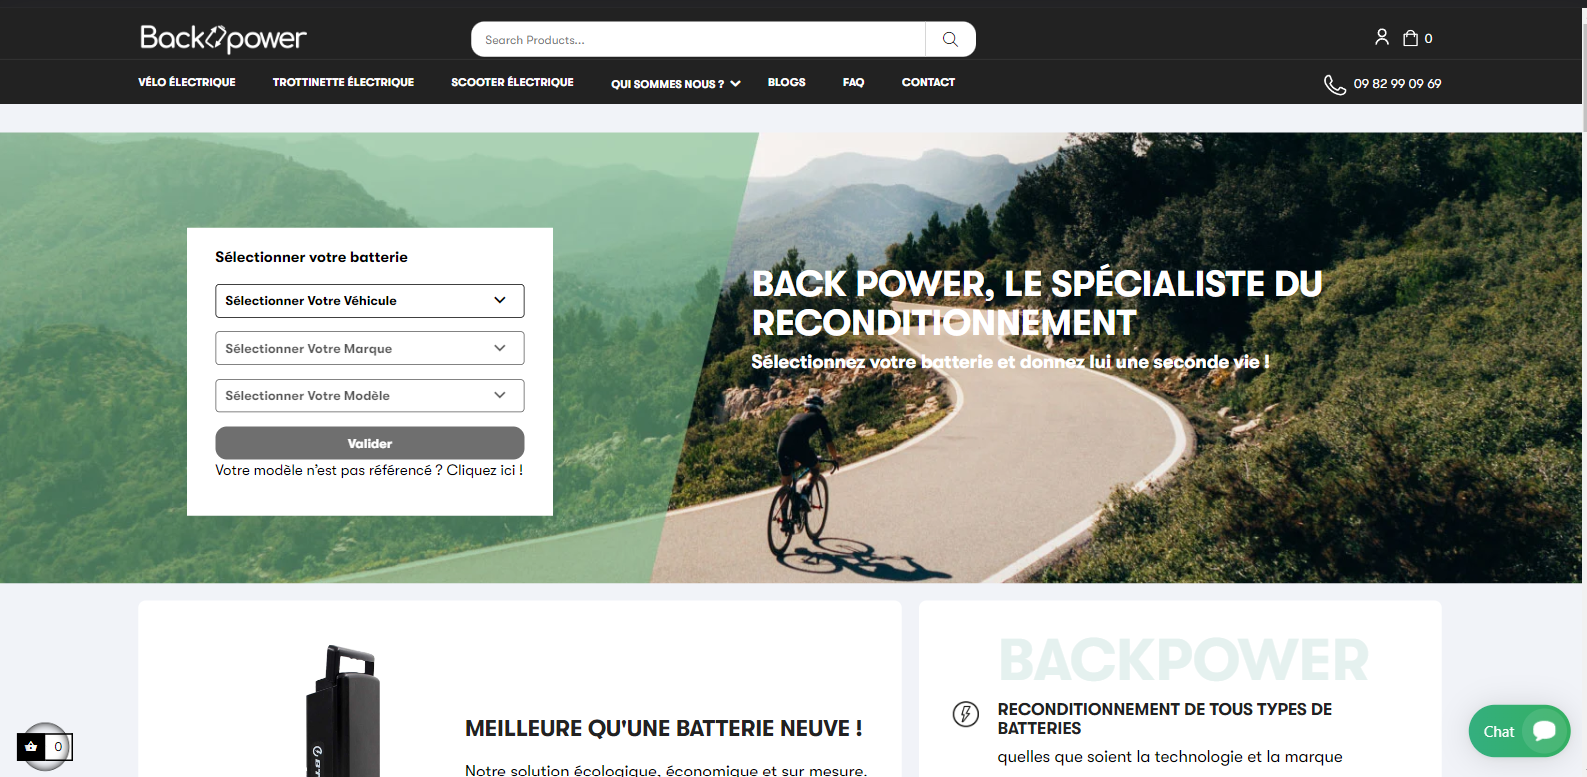 Back power
Search Products...
0
VÉLO ÉLECTRIQUE
TROTTINETTE ÉLECTRIQUE
SCOOTER ÉLECTRIQUE
QUI SOMMES NOUS ?
BLOGS
FAQ
CONTACT
09 82 99 09 69
Sélectionner votre batterie
Sélectionner Votre Véhicule
Sélectionner Votre Marque
Sélectionner Votre Modèle
Valider
Votre modèle n'est pas référencé ? Cliquez ici !
BACK POWER, LE SPÉCIALISTE DU
RECONDITIONNEMENT
Sélectionnez votre batterie et donnez lui une seconde vie !
MEILLEURE QU'UNE BATTERIE NEUVE !
Notre solution écologique, économique et sur mesure.
BACKPOWER
RECONDITIONNEMENT DE TOUS TYPES DE
BATTERIES
quelles que soient la technologie et la marque
Chat
0